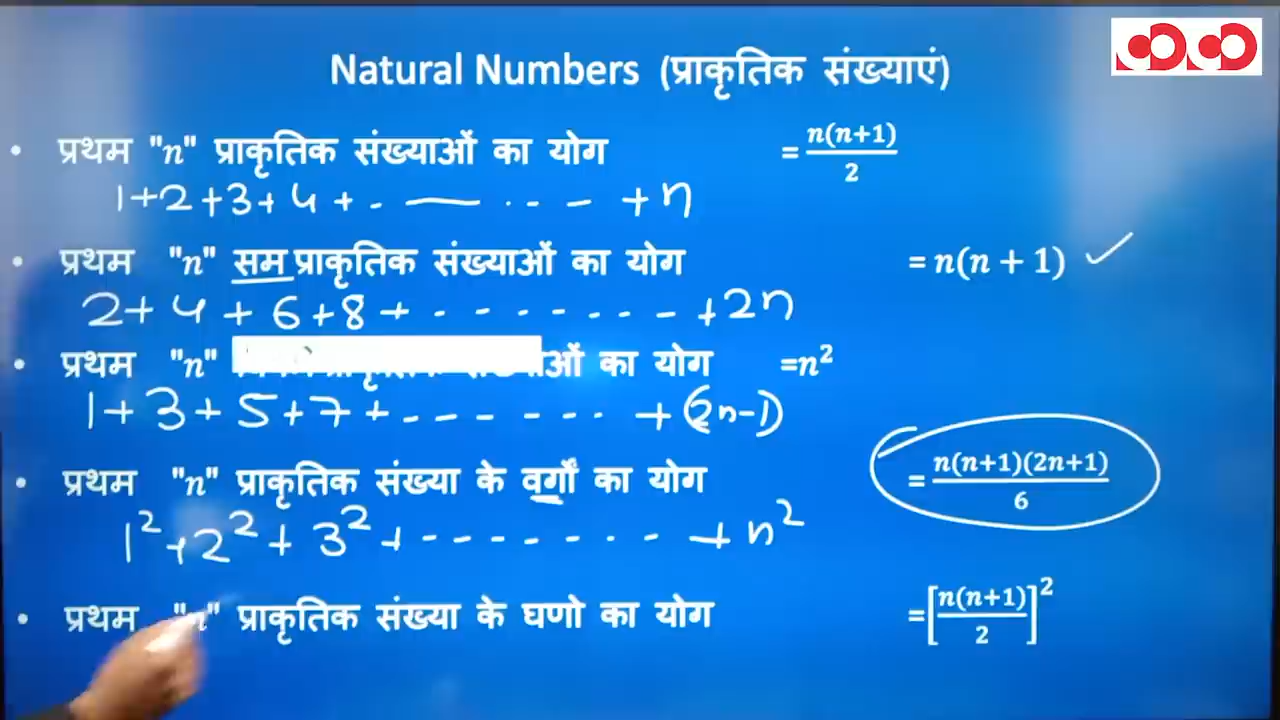 Natural Numbers (प्राकृतिक संख्याएं)
• प्रथम "n" प्राकृतिक संख्याओं का योग = n(n+1)/2
1+2+3+4+. — ... – +n
• प्रथम "n" सम प्राकृतिक संख्याओं का योग = n(n + 1) ✓
2+4+6+8+ - - - - - - - +2n
• प्रथम "n" का योग =n²
1+3+5+7+ - - - - - - +(2n-1)
• प्रथम "n" प्राकृतिक संख्या के वर्गों का योग = n(n+1)(2n+1)/6
1²+2²+3²+ - - - - - - - +n²
• प्रथम "n" प्राकृतिक संख्या के घणो का योग =[n(n+1)/2]²